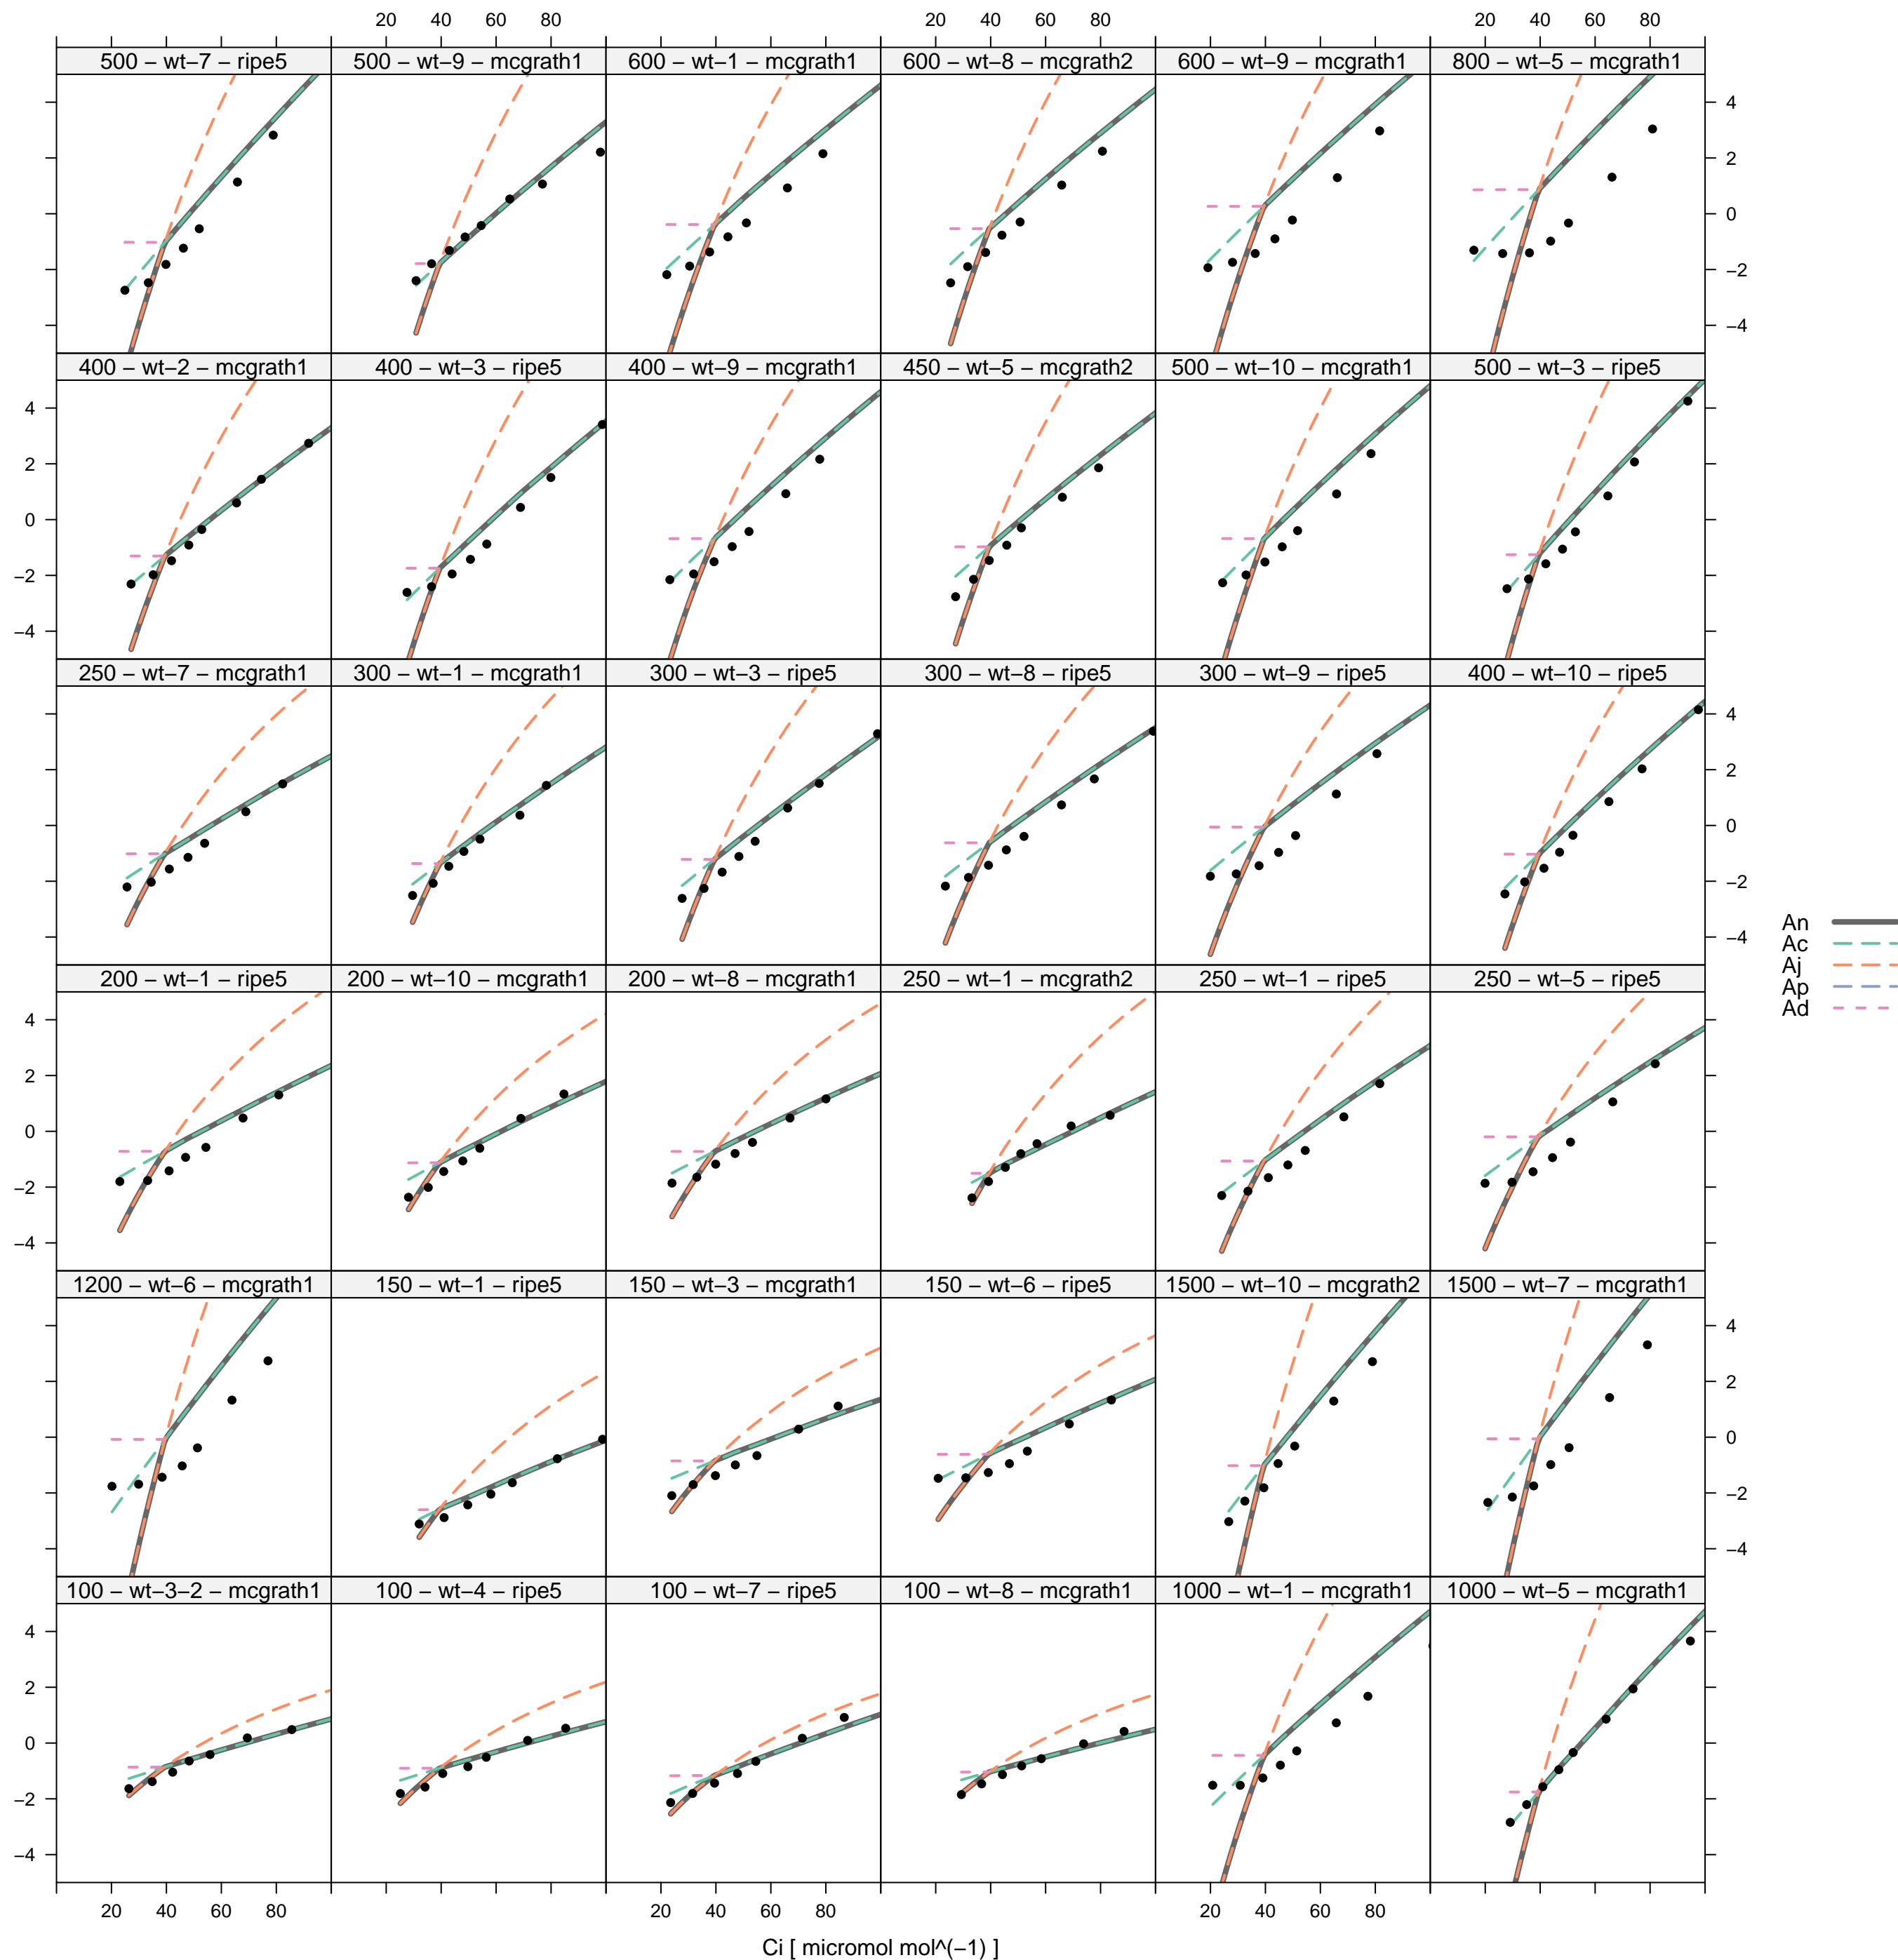 20 40 60 80 20 40 60 80 20 40 60 80
500 − wt−7 − ripe5 500 − wt−9 − mcgrath1 600 − wt−1 − mcgrath1 600 − wt−8 − mcgrath2 600 − wt−9 − mcgrath1 800 − wt−5 − mcgrath1
4
2
0
−2
−4
400 − wt−2 − mcgrath1 400 − wt−3 − ripe5 400 − wt−9 − mcgrath1 450 − wt−5 − mcgrath2 500 − wt−10 − mcgrath1 500 − wt−3 − ripe5
4
2
0
−2
−4
250 − wt−7 − mcgrath1 300 − wt−1 − mcgrath1 300 − wt−3 − ripe5 300 − wt−8 − ripe5 300 − wt−9 − ripe5 400 − wt−10 − ripe5
4
2
0
−2
−4
An
Ac
Aj
Ap
Ad
200 − wt−1 − ripe5 200 − wt−10 − mcgrath1 200 − wt−8 − mcgrath1 250 − wt−1 − mcgrath2 250 − wt−1 − ripe5 250 − wt−5 − ripe5
4
2
0
−2
−4
1200 − wt−6 − mcgrath1 150 − wt−1 − ripe5 150 − wt−3 − mcgrath1 150 − wt−6 − ripe5 1500 − wt−10 − mcgrath2 1500 − wt−7 − mcgrath1
4
2
0
−2
−4
100 − wt−3−2 − mcgrath1 100 − wt−4 − ripe5 100 − wt−7 − ripe5 100 − wt−8 − mcgrath1 1000 − wt−1 − mcgrath1 1000 − wt−5 − mcgrath1
4
2
0
−2
−4
20 40 60 80 20 40 60 80 20 40 60 80
Ci [ micromol mol^(−1) ]